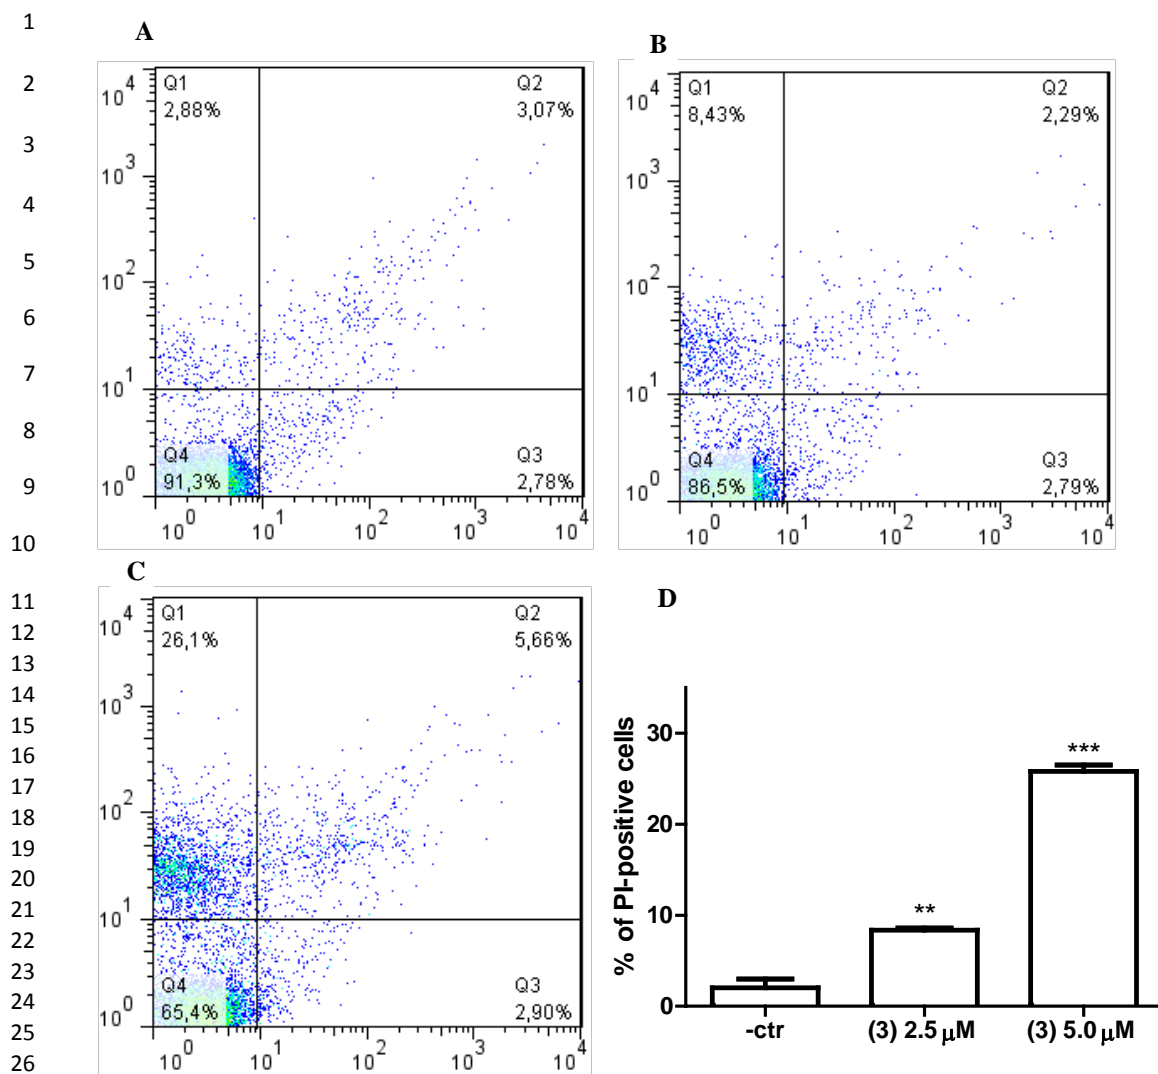 1
2
3
4
5
6
7
8
9
10
11
12
13
14
15
16
17
18
19
20
21
22
23
24
25
26
A
Q1
2,88%
Q2
3,07%
Q4
91,3%
Q3
2,78%
10^4
10^3
10^2
10^1
10^0
10^0 10^1 10^2 10^3 10^4
B
Q1
8,43%
Q2
2,29%
Q4
86,5%
Q3
2,79%
10^4
10^3
10^2
10^1
10^0
10^0 10^1 10^2 10^3 10^4
C
Q1
26,1%
Q2
5,66%
Q4
65,4%
Q3
2,90%
10^4
10^3
10^2
10^1
10^0
10^0 10^1 10^2 10^3 10^4
D
% of PI-positive cells
30
20
10
0
**
***
-ctr (3) 2.5 μM (3) 5.0 μM